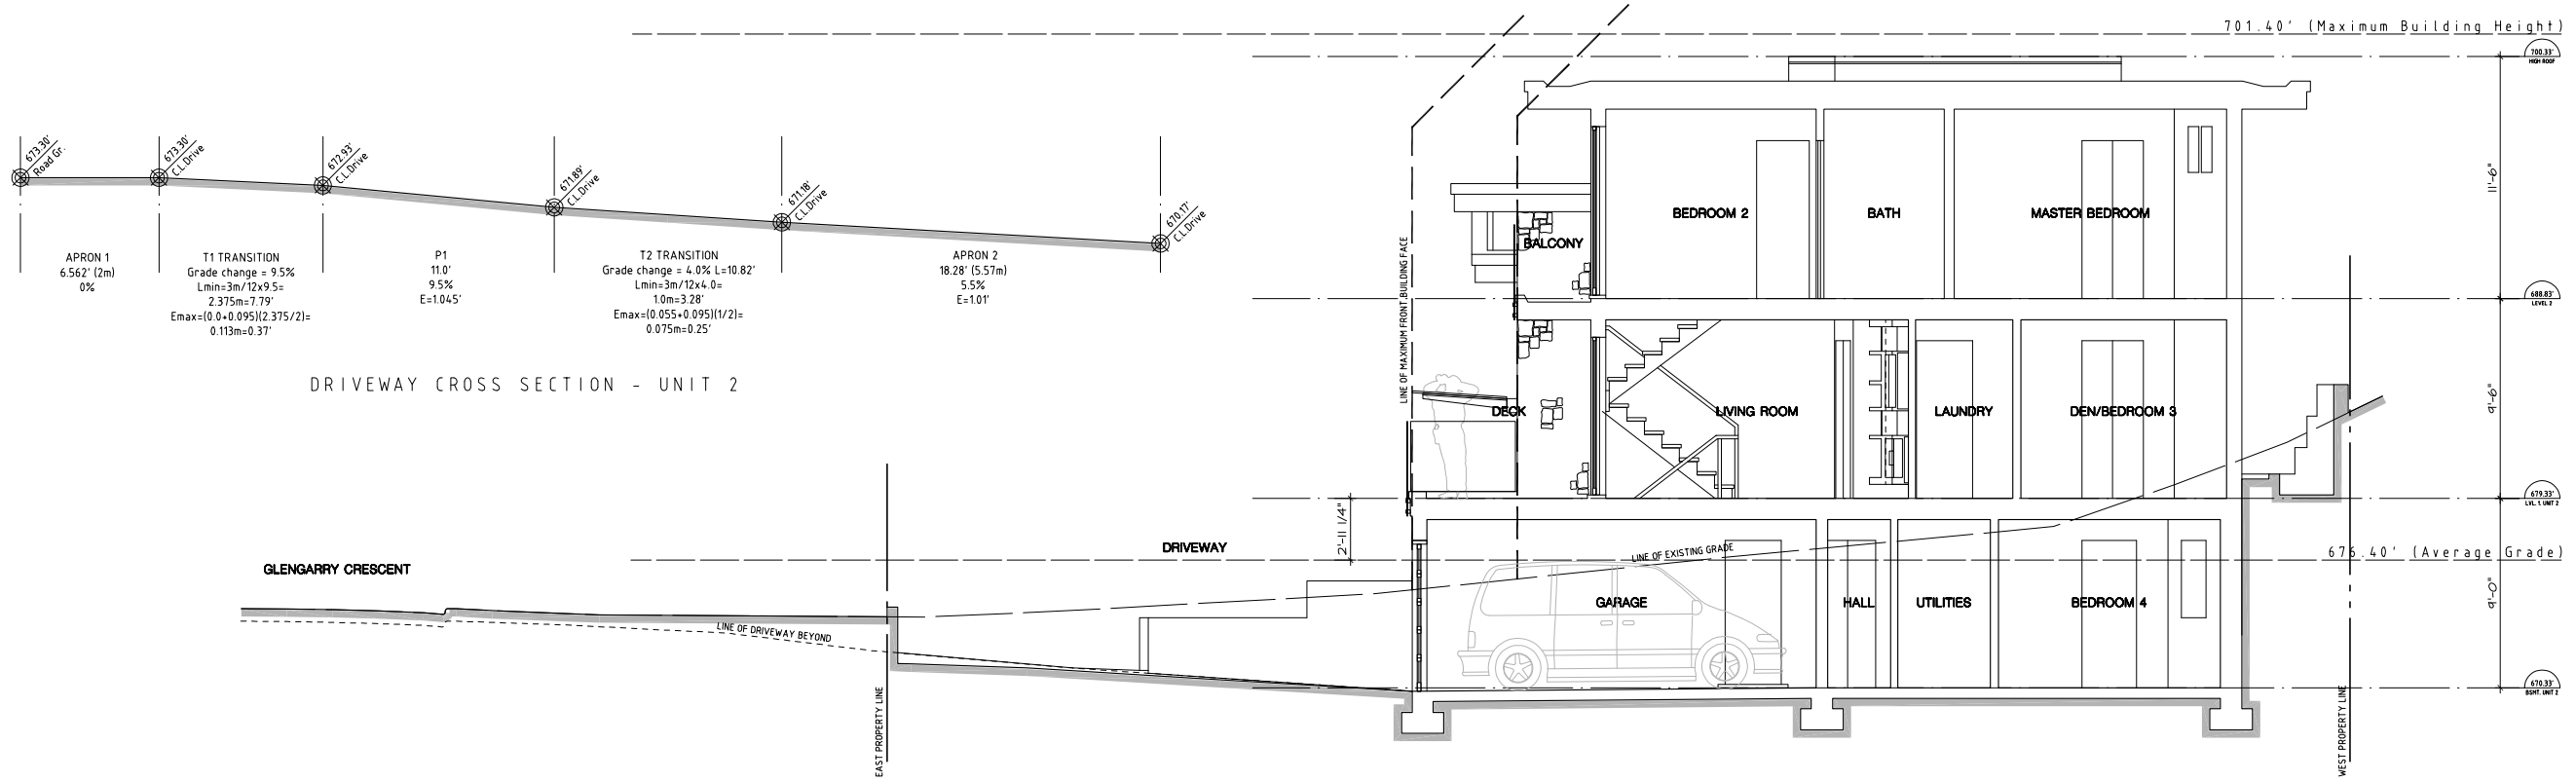 701.40' (Maximum Building Height)
700.33'
HIGH ROOF
673.30'
Road Gr.
673.30'
C.L.Drive
672.93'
C.L.Drive
671.89'
C.L.Drive
671.18'
C.L.Drive
670.17'
C.L.Drive
APRON 1
6.562' (2m)
0%
T1 TRANSITION
Grade change = 9.5%
Lmin=3m/12x9.5=
2.375m=7.79'
Emax=(0.0+0.095)(2.375/2)=
0.113m=0.37'
P1
11.0'
9.5%
E=1.045'
T2 TRANSITION
Grade change = 4.0% L=10.82'
Lmin=3m/12x4.0=
1.0m=3.28'
Emax=(0.055+0.095)(1/2)=
0.075m=0.25'
APRON 2
18.28' (5.57m)
5.5%
E=1.01'
DRIVEWAY CROSS SECTION - UNIT 2
LINE OF MAXIMUM FRONT BUILDING FACE
BALCONY
BEDROOM 2
BATH
MASTER BEDROOM
11'-6"
688.83'
LEVEL 2
DECK
LIVING ROOM
LAUNDRY
DEN/BEDROOM 3
9'-6"
679.33'
LVL. 1. UNIT 2
2'-11 1/4"
DRIVEWAY
LINE OF EXISTING GRADE
676.40' (Average Grade)
GLENGARRY CRESCENT
LINE OF DRIVEWAY BEYOND
GARAGE
HALL
UTILITIES
BEDROOM 4
9'-0"
670.33'
BSMT. UNIT 2
EAST PROPERTY LINE
WEST PROPERTY LINE